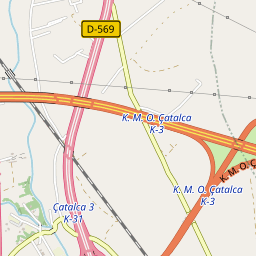 D-569
K. M. O. Çatalca
K-3
K. M. O. Çatalca
K-3
Çatalca 3
K-31
K. M. O. Ç